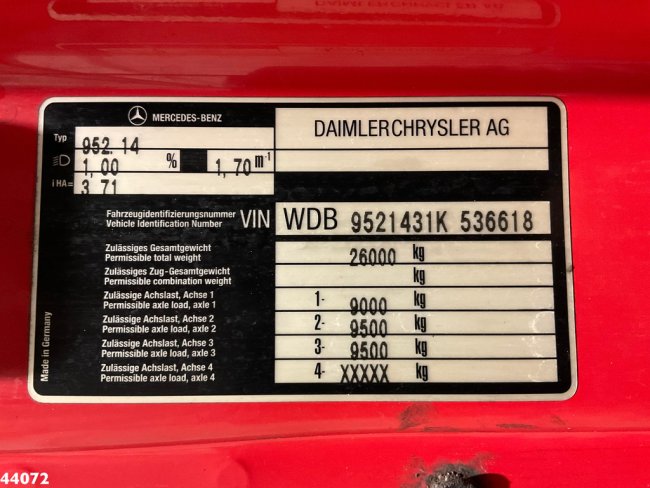 MERCEDES-BENZ
DAIMLERCHRYSLER AG
Typ 952.14
1,00 % 1,70 m-1
iHA= 3,71
Fahrzeugidentifizierungsnummer
Vehicle Identification Number
VIN WDB 9521431K 536618
Zulässiges Gesamtgewicht
Permissible total weight
26000 kg
Zulässiges Zug-Gesamtgewicht
Permissible combination weight
kg
Zulässige Achslast, Achse 1
Permissible axle load, axle 1
1- 9000 kg
Zulässige Achslast, Achse 2
Permissible axle load, axle 2
2- 9500 kg
Zulässige Achslast, Achse 3
Permissible axle load, axle 3
3- 9500 kg
Zulässige Achslast, Achse 4
Permissible axle load, axle 4
4- XXXXX kg
Made in Germany
44072